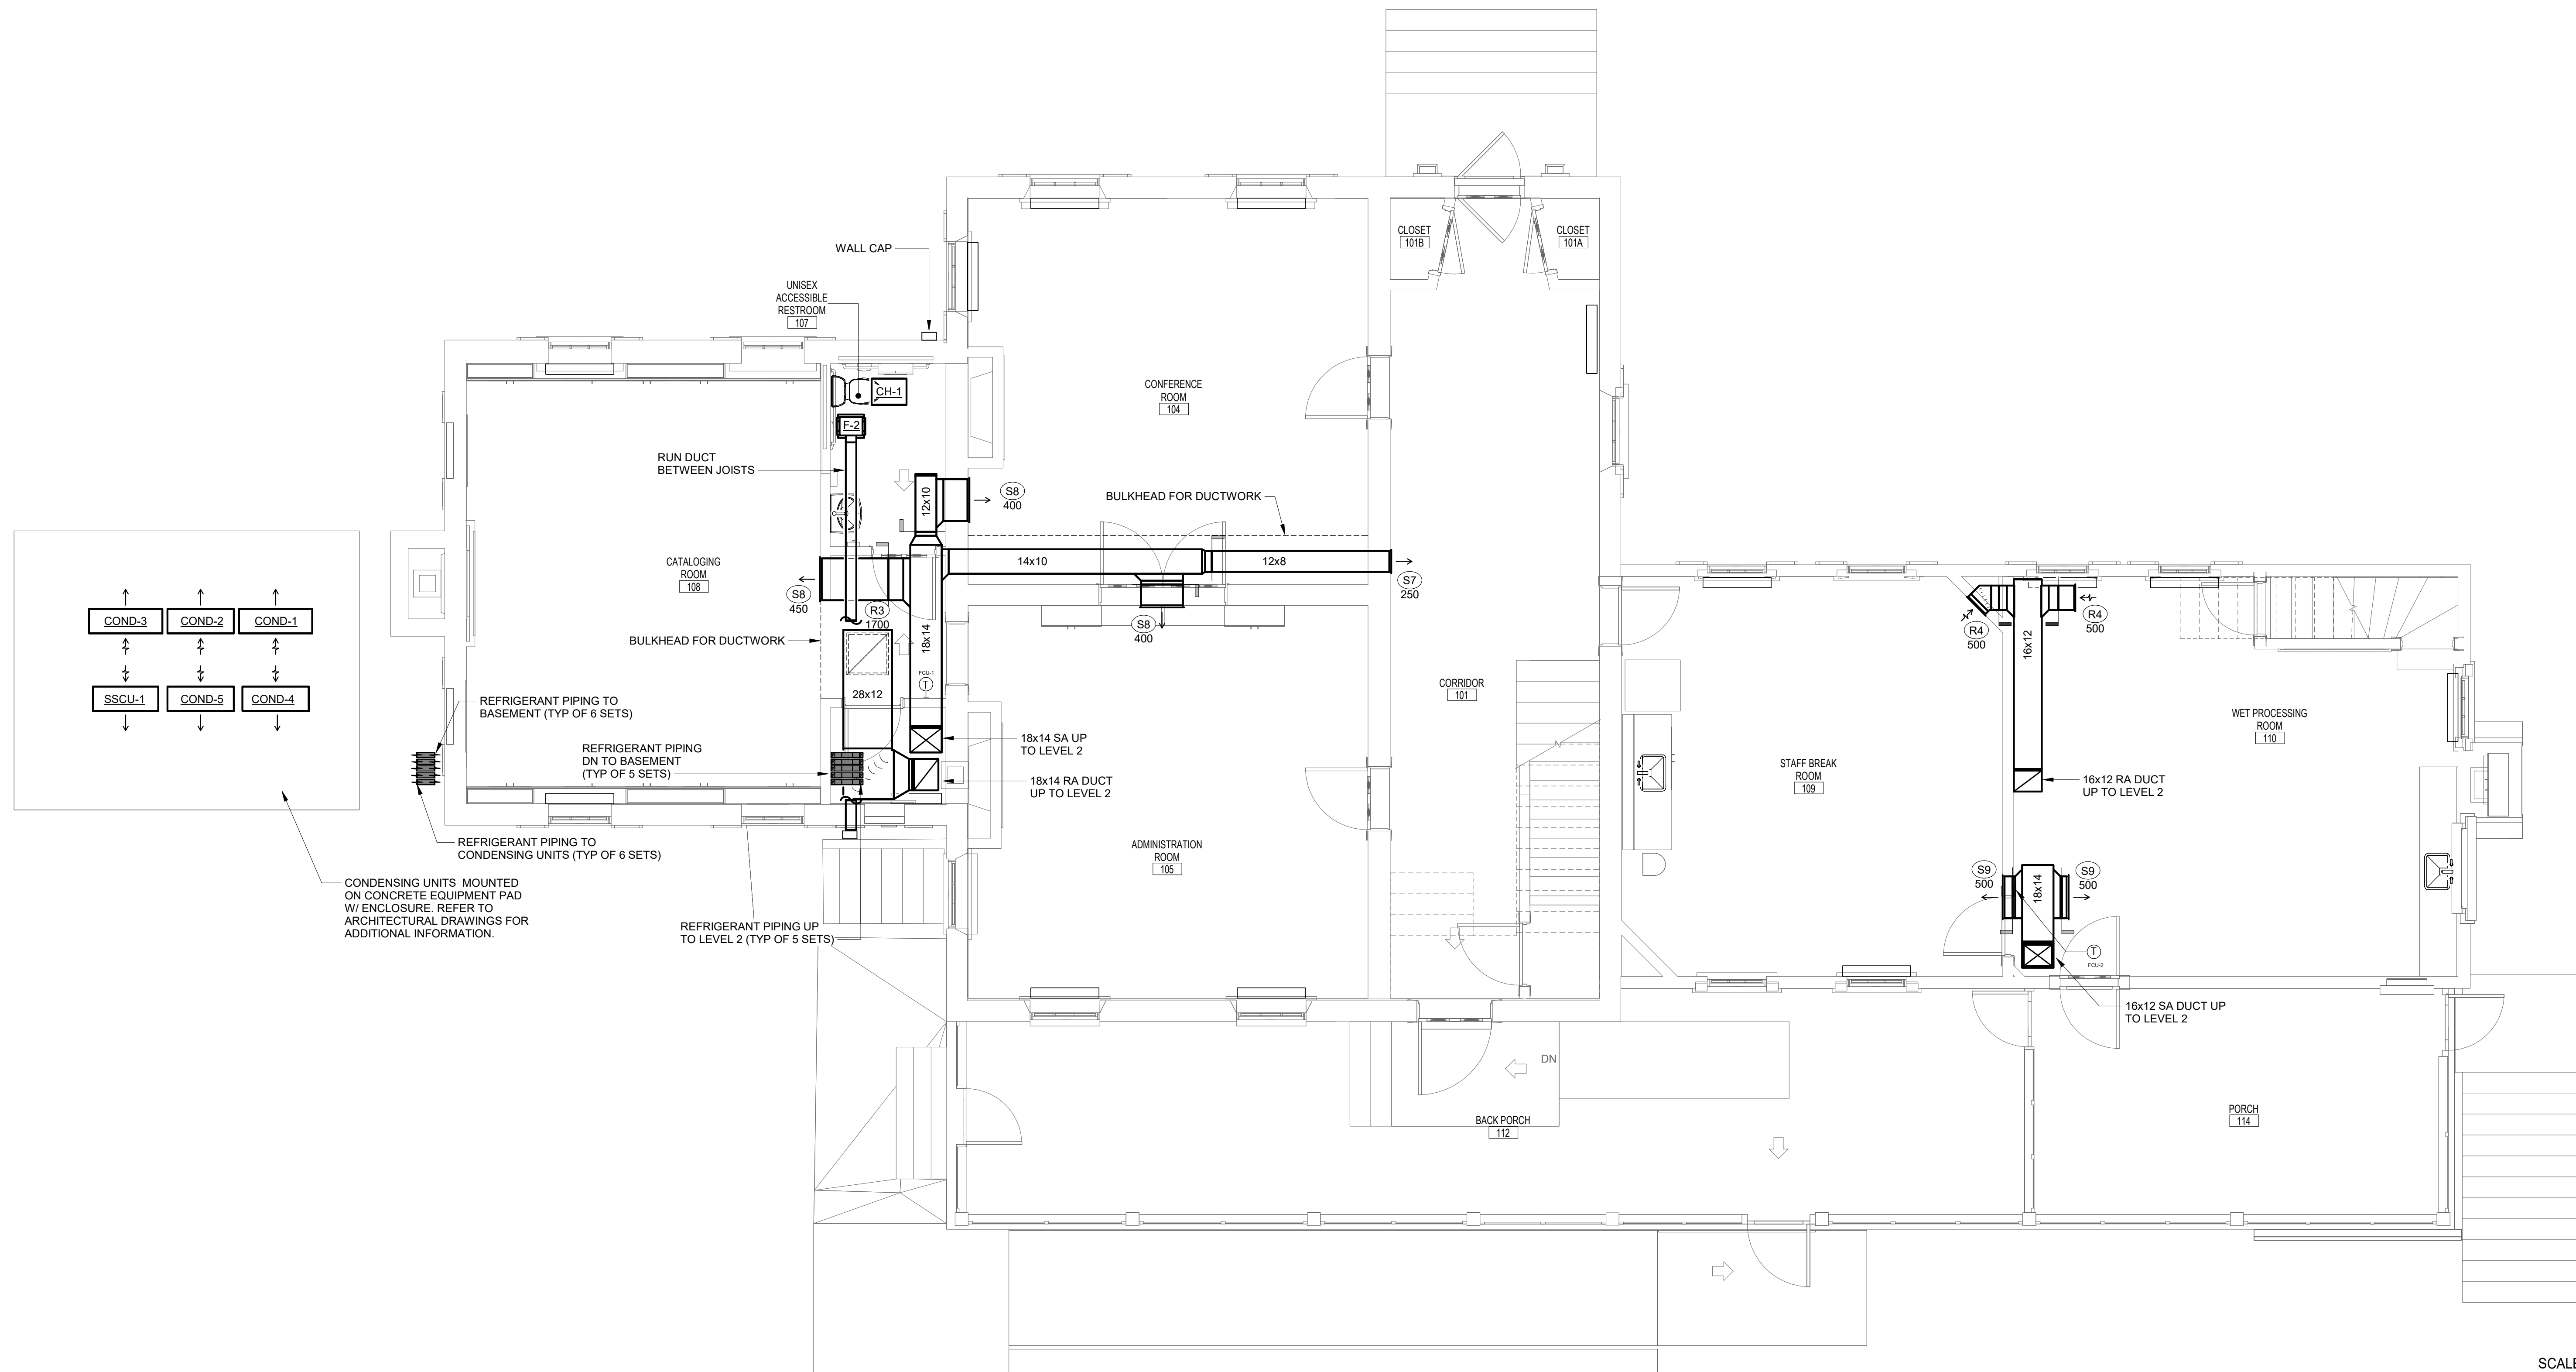 WALL CAP
UNISEX
ACCESSIBLE
RESTROOM
107
CLOSET
101B
CLOSET
101A
CONFERENCE
ROOM
104
CH-1
F-2
RUN DUCT
BETWEEN JOISTS
12x10
S8
400
BULKHEAD FOR DUCTWORK
CATALOGING
ROOM
108
14x10
12x8
S7
250
S8
450
R3
1700
S8
400
18x14
BULKHEAD FOR DUCTWORK
FCU-1
T
28x12
COND-3
COND-2
COND-1
SSCU-1
COND-5
COND-4
REFRIGERANT PIPING TO
BASEMENT (TYP OF 6 SETS)
REFRIGERANT PIPING
DN TO BASEMENT
(TYP OF 5 SETS)
18x14 SA UP
TO LEVEL 2
18x14 RA DUCT
UP TO LEVEL 2
REFRIGERANT PIPING TO
CONDENSING UNITS (TYP OF 6 SETS)
CONDENSING UNITS MOUNTED
ON CONCRETE EQUIPMENT PAD
W/ ENCLOSURE. REFER TO
ARCHITECTURAL DRAWINGS FOR
ADDITIONAL INFORMATION.
REFRIGERANT PIPING UP
TO LEVEL 2 (TYP OF 5 SETS)
ADMINISTRATION
ROOM
105
CORRIDOR
101
R4
500
R4
500
16x12
WET PROCESSING
ROOM
110
STAFF BREAK
ROOM
109
16x12 RA DUCT
UP TO LEVEL 2
S9
500
S9
500
18x14
T
FCU-2
16x12 SA DUCT UP
TO LEVEL 2
DN
BACK PORCH
112
PORCH
114